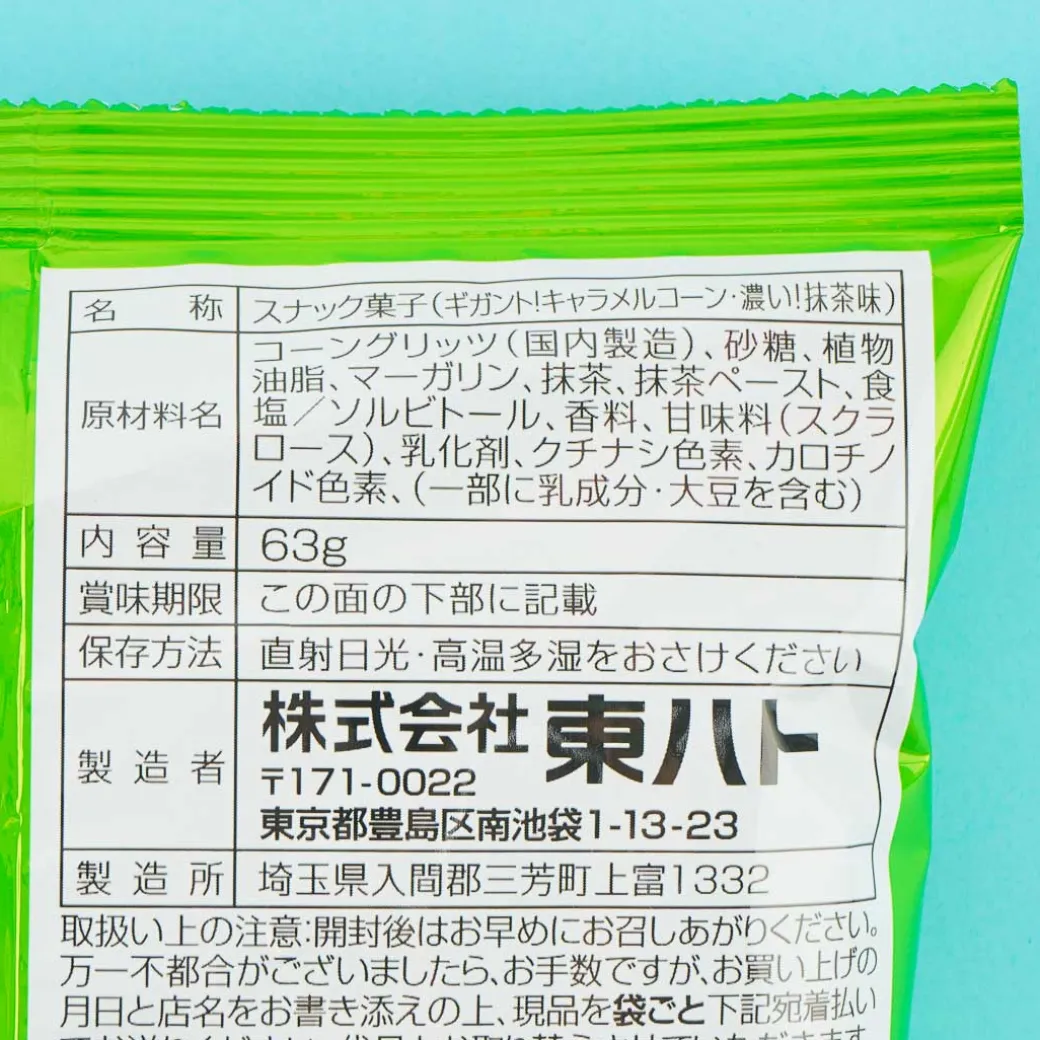 名称 スナック菓子(ギガント!キャラメルコーン・濃い!抹茶味)
原材料名 コーングリッツ(国内製造)、砂糖、植物
油脂、マーガリン、抹茶、抹茶ペースト、食
塩/ソルビトール、香料、甘味料(スクラ
ロース)、乳化剤、クチナシ色素、カロチノ
イド色素、(一部に乳成分・大豆を含む)
内容量 63g
賞味期限 この面の下部に記載
保存方法 直射日光・高温多湿をおさけください
製造者 株式会社東ハト
〒171-0022
東京都豊島区南池袋1-13-23
製造所 埼玉県入間郡三芳町上富1332
取扱い上の注意:開封後はお早めにお召しあがりください。
万一不都合がございましたら、お手数ですが、お買い上げの
月日と店名をお書き添えの上、現品を袋ごと下記宛着払い